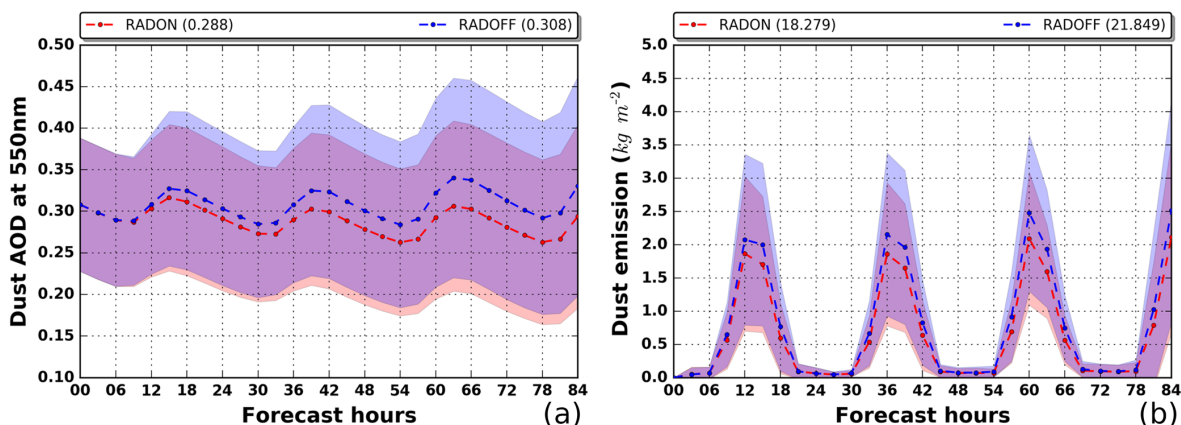 RADON (0.288) RADOFF (0.308)
Dust AOD at 550nm
0.50
0.45
0.40
0.35
0.30
0.25
0.20
0.15
0.10
00 06 12 18 24 30 36 42 48 54 60 66 72 78 84
Forecast hours
(a)
RADON (18.279) RADOFF (21.849)
Dust emission (kg m⁻²)
5.0
4.5
4.0
3.5
3.0
2.5
2.0
1.5
1.0
0.5
0.0
00 06 12 18 24 30 36 42 48 54 60 66 72 78 84
Forecast hours
(b)